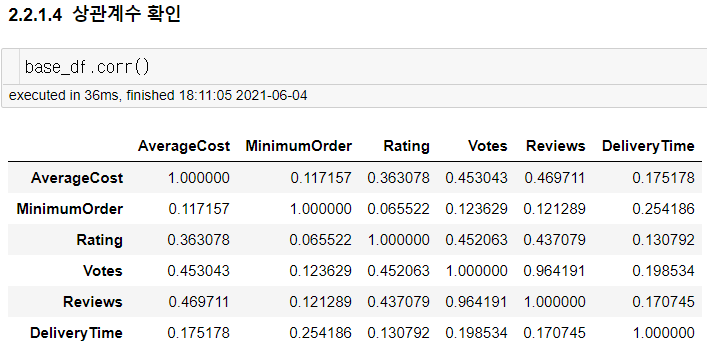 2.2.1.4 상관계수 확인
base_df.corr()
executed in 36ms, finished 18:11:05 2021-06-04
AverageCost MinimumOrder Rating Votes Reviews DeliveryTime
AverageCost 1.000000 0.117157 0.363078 0.453043 0.469711 0.175178
MinimumOrder 0.117157 1.000000 0.065522 0.123629 0.121289 0.254186
Rating 0.363078 0.065522 1.000000 0.452063 0.437079 0.130792
Votes 0.453043 0.123629 0.452063 1.000000 0.964191 0.198534
Reviews 0.469711 0.121289 0.437079 0.964191 1.000000 0.170745
DeliveryTime 0.175178 0.254186 0.130792 0.198534 0.170745 1.000000